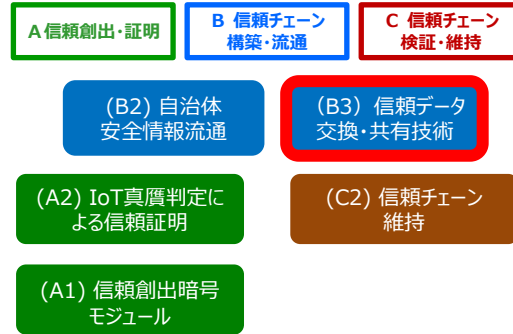 A信頼創出・証明
B 信頼チェーン
構築・流通
C 信頼チェーン
検証・維持
(B2) 自治体
安全情報流通
（B3）信頼データ
交換・共有技術
(A2) IoT真贋判定に
よる信頼証明
(C2) 信頼チェーン
維持
(A1) 信頼創出暗号
モジュール